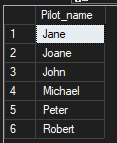 Pilot_name
1 Jane
2 Joane
3 John
4 Michael
5 Peter
6 Robert